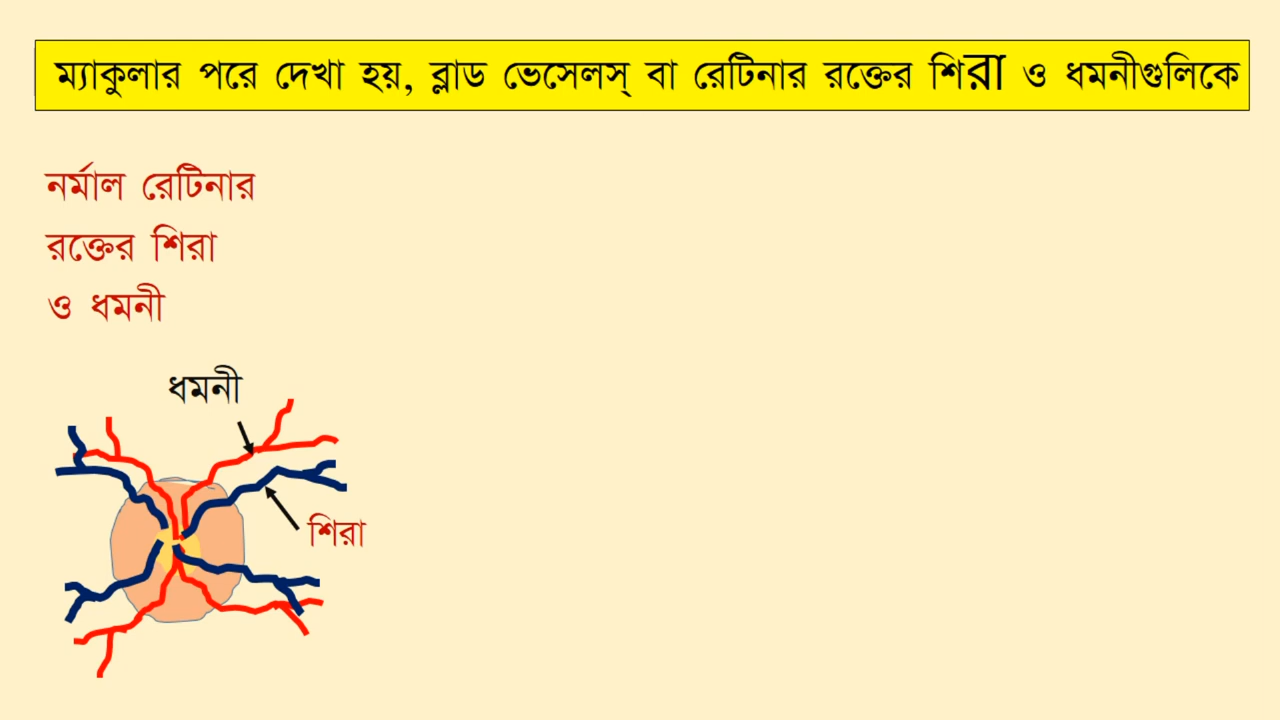 ম্যাকুলার পরে দেখা হয়, ব্লাড ভেসেলস্ বা রেটিনার রক্তের শিরা ও ধমনীগুলিকে
নর্মাল রেটিনার
রক্তের শিরা
ও ধমনী
ধমনী
শিরা